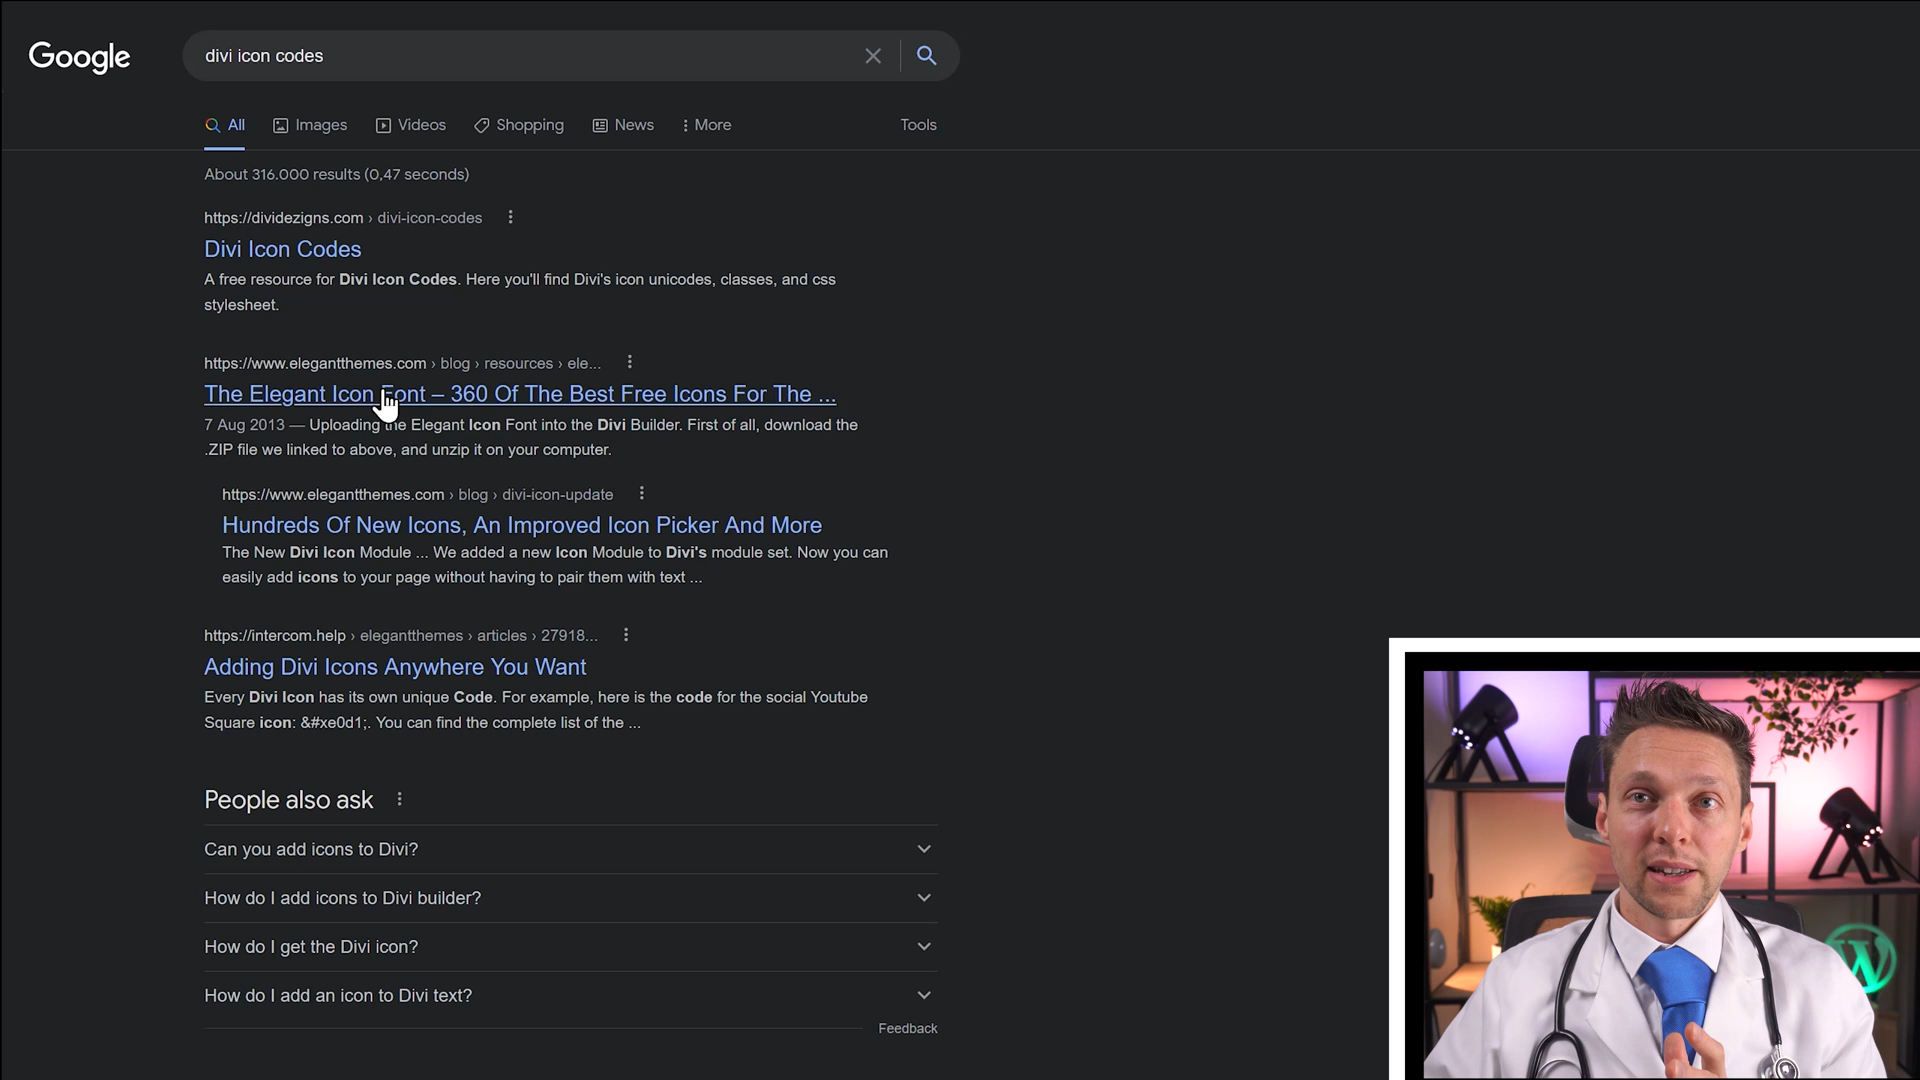 Google
divi icon codes
All
Images
Videos
Shopping
News
More
Tools
About 316.000 results (0,47 seconds)
https://dividezigns.com › divi-icon-codes
Divi Icon Codes
A free resource for Divi Icon Codes. Here you'll find Divi's icon unicodes, classes, and css
stylesheet.
https://www.elegantthemes.com › blog › resources › ele...
The Elegant Icon Font – 360 Of The Best Free Icons For The ...
7 Aug 2013 — Uploading the Elegant Icon Font into the Divi Builder. First of all, download the
.ZIP file we linked to above, and unzip it on your computer.
https://www.elegantthemes.com › blog › divi-icon-update
Hundreds Of New Icons, An Improved Icon Picker And More
The New Divi Icon Module ... We added a new Icon Module to Divi's module set. Now you can
easily add icons to your page without having to pair them with text ...
https://intercom.help › elegantthemes › articles › 27918...
Adding Divi Icons Anywhere You Want
Every Divi Icon has its own unique Code. For example, here is the code for the social Youtube
Square icon: &#xe0d1;. You can find the complete list of the ...
People also ask
Can you add icons to Divi?
How do I add icons to Divi builder?
How do I get the Divi icon?
How do I add an icon to Divi text?
Feedback
W